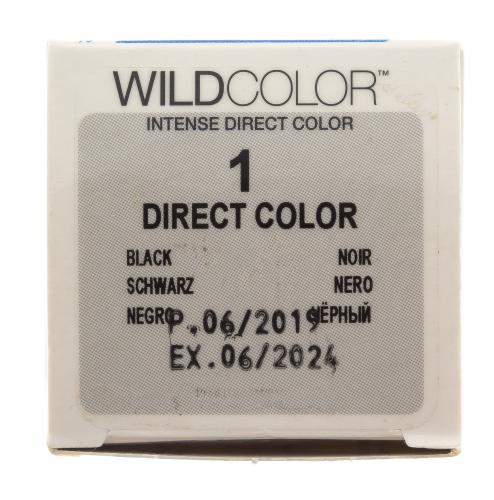 WILDCOLOR™
INTENSE DIRECT COLOR
1
DIRECT COLOR
BLACK NOIR
SCHWARZ NERO
NEGRO ЧЁРНЫЙ
P.06/2019
EX.06/2024